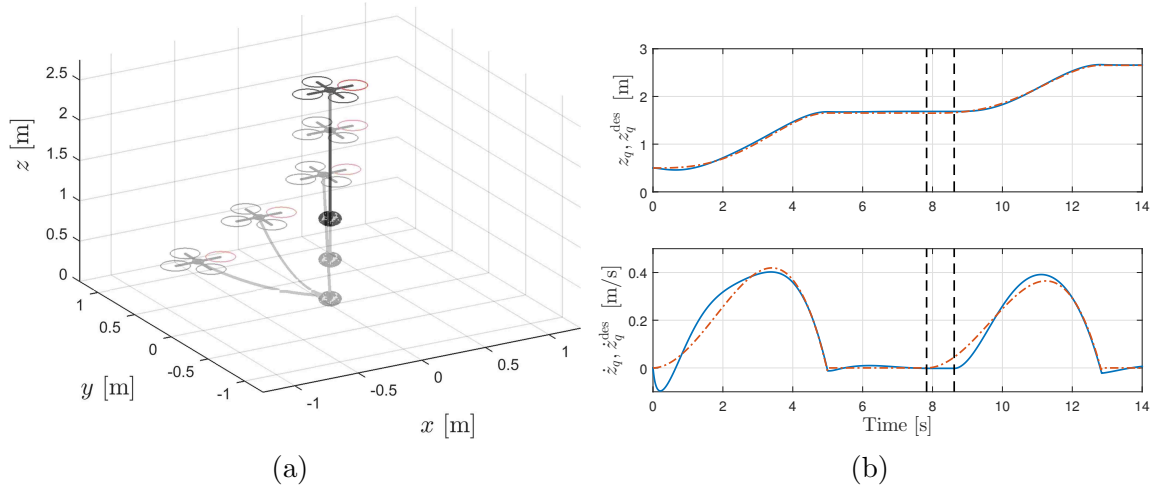 2.5
2
1.5
1
0.5
0
z [m]
1
0.5
0
-0.5
-1
y [m]
-1
-0.5
0
0.5
1
x [m]
(a)
3
2
1
0
z_q, z_q^des [m]
0 2 4 6 8 10 12 14
0.4
0.2
0
ż_q, ż_q^des [m/s]
0 2 4 6 8 10 12 14
Time [s]
(b)